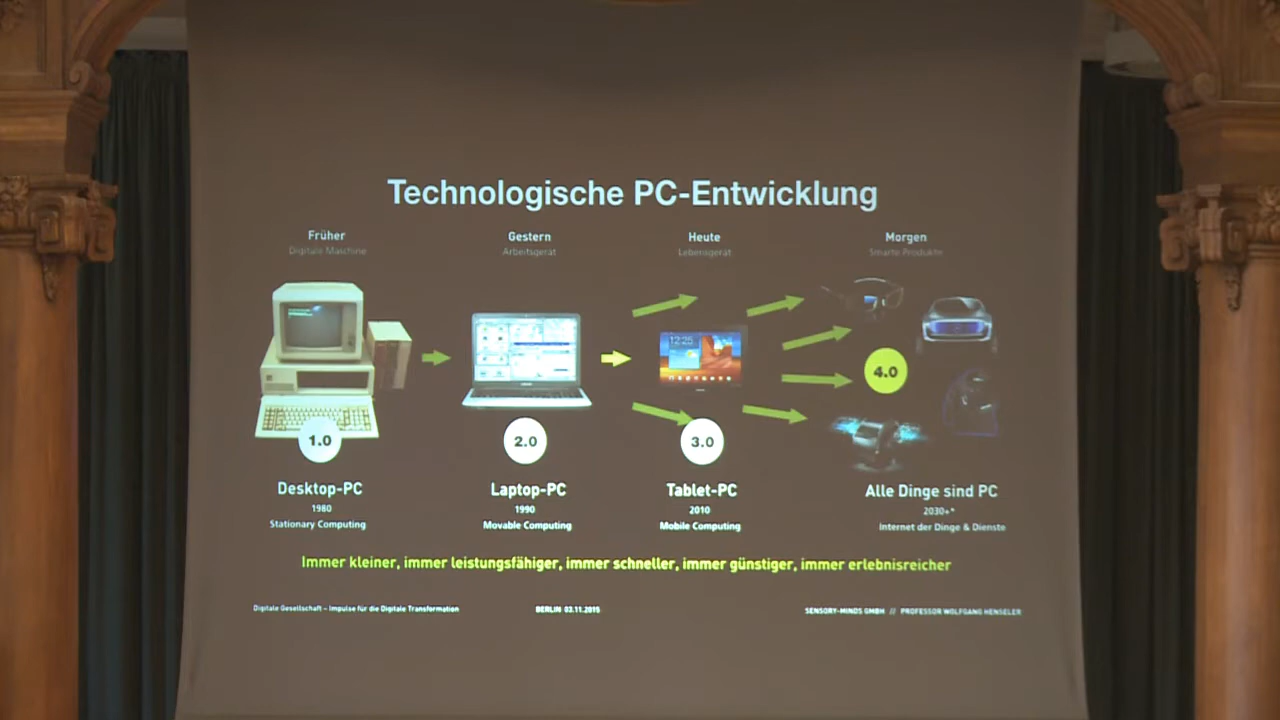 Technologische PC-Entwicklung
Früher
Digitale Maschine
Gestern
Arbeitsgerät
Heute
Lebensgerät
Morgen
Smarte Produkte
12:25
1.0
2.0
3.0
4.0
Desktop-PC
1980
Stationary Computing
Laptop-PC
1990
Movable Computing
Tablet-PC
2010
Mobile Computing
Alle Dinge sind PC
2030+*
Internet der Dinge & Dienste
Immer kleiner, immer leistungsfähiger, immer schneller, immer günstiger, immer erlebnisreicher
Digitale Gesellschaft – Impulse für die Digitale Transformation
BERLIN 03.11.2015
SENSORY-MINDS GMBH // PROFESSOR WOLFGANG HENSELER